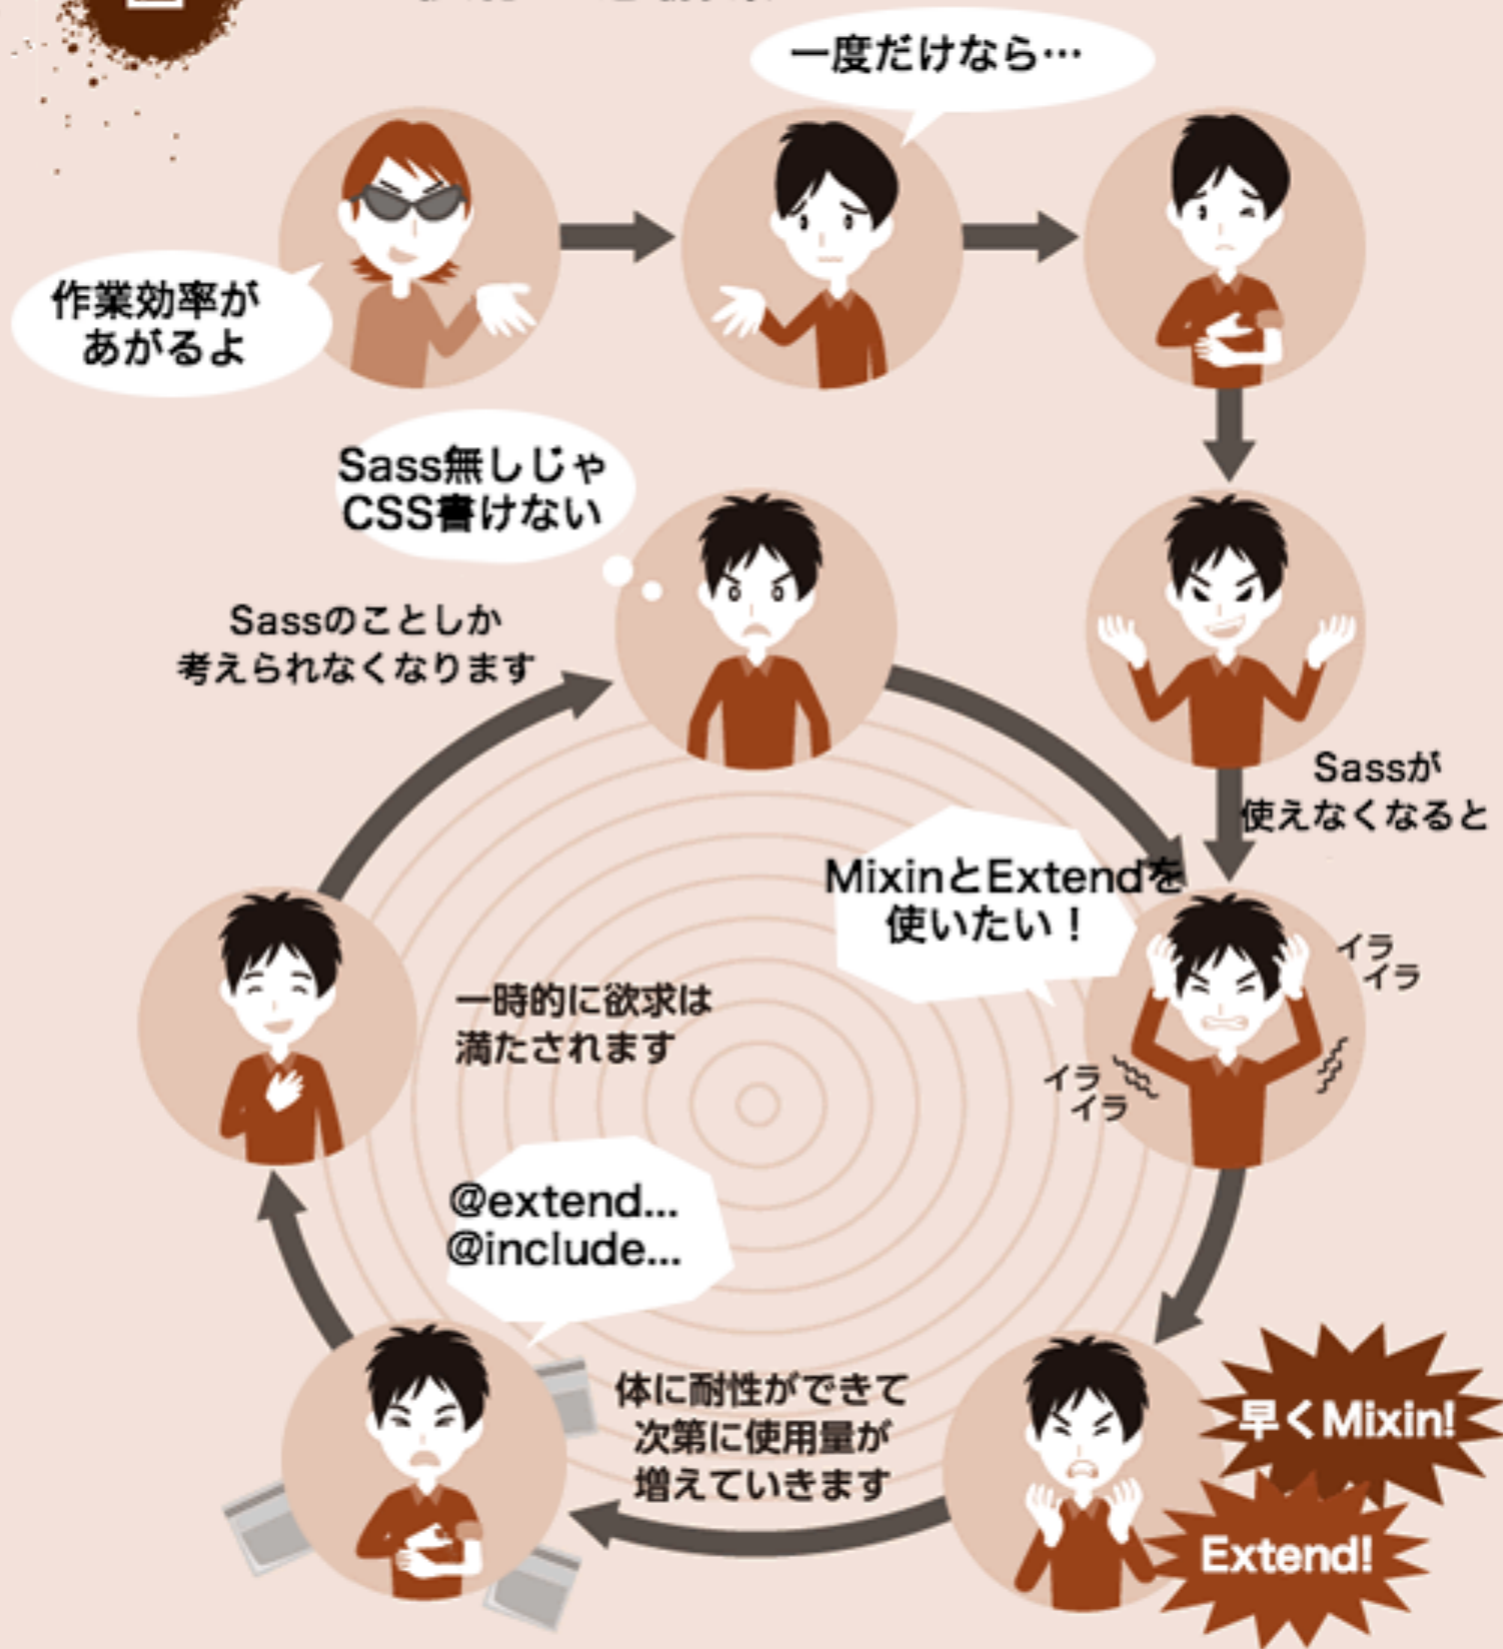 一度だけなら…
作業効率が
あがるよ
Sass無しじゃ
CSS書けない
Sassのことしか
考えられなくなります
Sassが
使えなくなると
MixinとExtendを
使いたい！
イラ
イラ
イラ
イラ
一時的に欲求は
満たされます
@extend...
@include...
体に耐性ができて
次第に使用量が
増えていきます
早くMixin!
Extend!